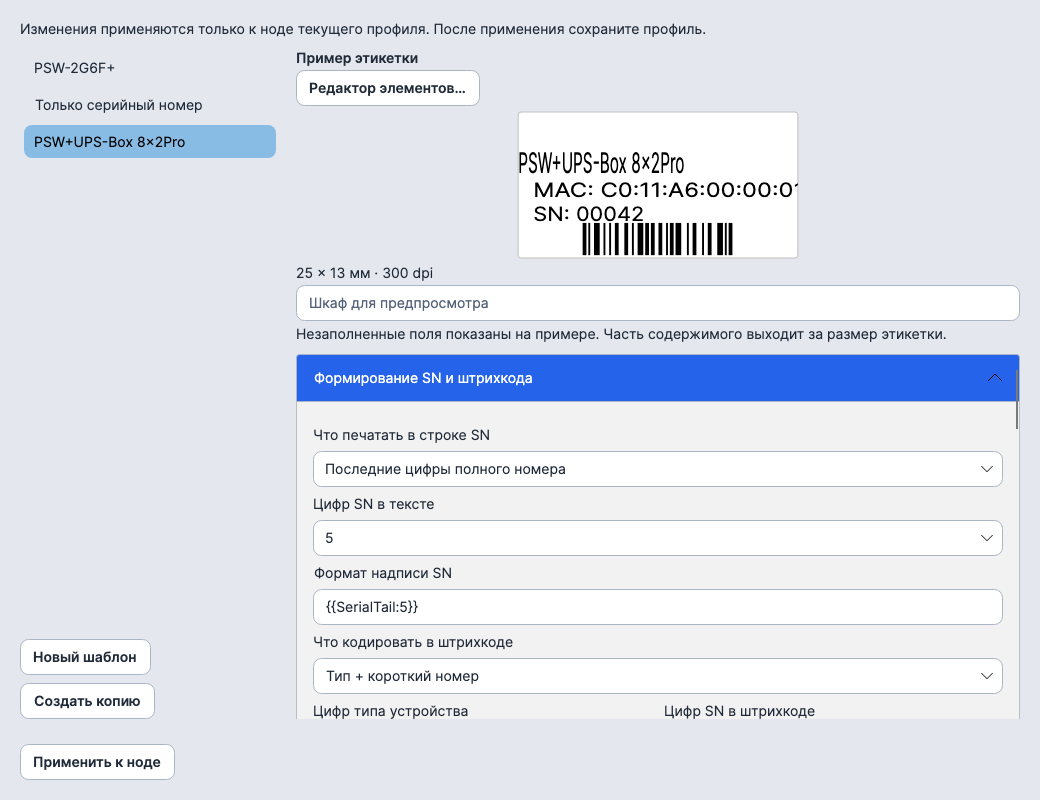 Изменения применяются только к ноде текущего профиля. После применения сохраните профиль.
PSW-2G6F+
Только серийный номер
PSW+UPS-Box 8×2Pro
Новый шаблон
Создать копию
Применить к ноде
Пример этикетки
Редактор элементов...
PSW+UPS-Box 8×2Pro
MAC: C0:11:A6:00:00:01
SN: 00042
25 × 13 мм · 300 dpi
Шкаф для предпросмотра
Незаполненные поля показаны на примере. Часть содержимого выходит за размер этикетки.
Формирование SN и штрихкода
Что печатать в строке SN
Последние цифры полного номера
Цифр SN в тексте
5
Формат надписи SN
{{SerialTail:5}}
Что кодировать в штрихкоде
Тип + короткий номер
Цифр типа устройства
Цифр SN в штрихкоде